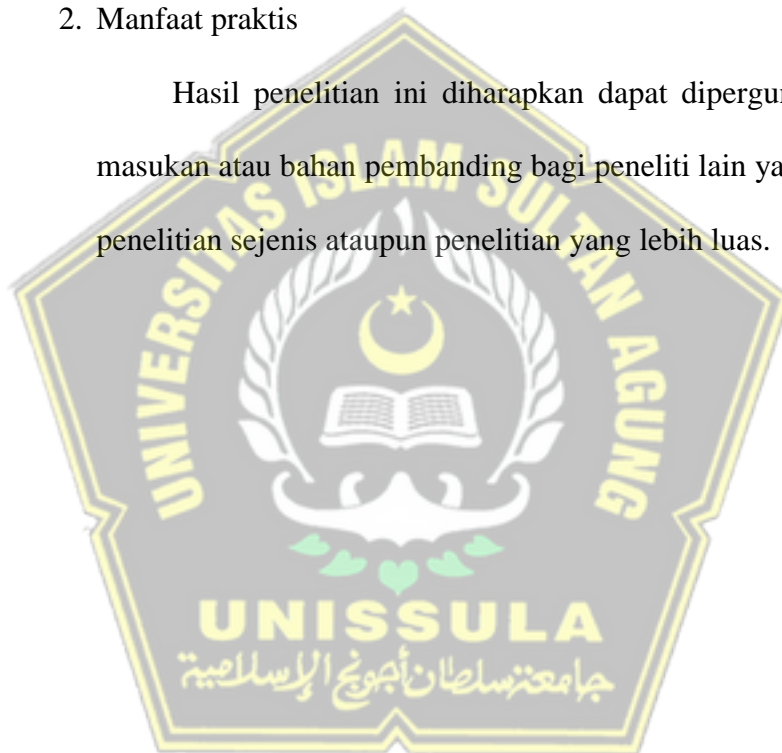 2. Manfaat praktis
Hasil penelitian ini diharapkan dapat dipergun
masukan atau bahan pembanding bagi peneliti lain ya
penelitian sejenis ataupun penelitian yang lebih luas.
UNIVERSITAS ISLAM SULTAN AGUNG
UNISSULA
جامعة سلطان أجونج الإسلامية